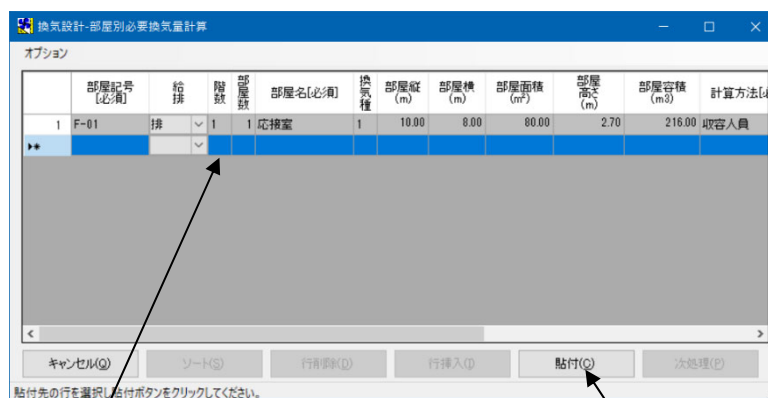 換気設計-部屋別必要換気量計算
オプション
部屋記号[必須] 給排 階数 部屋数 部屋名[必須] 換気種 部屋縦(m) 部屋横(m) 部屋面積(㎡) 部屋高さ(m) 部屋容積(m3) 計算方法[必
1 F-01 排 1 1 応接室 1 10.00 8.00 80.00 2.70 216.00 収容人員
キャンセル(Q) ソート(S) 行削除(D) 行挿入(I) 貼付(C) 次処理(P)
貼付先の行を選択し貼付ボタンをクリックしてください。